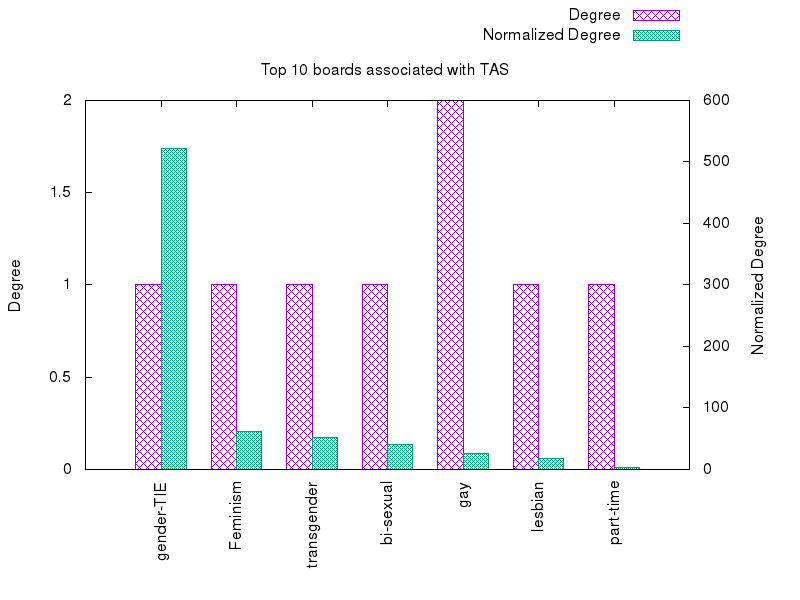 Degree
Normalized Degree
Top 10 boards associated with TAS
2
1.5
1
0.5
0
600
500
400
300
200
100
0
Degree
Normalized Degree
gender-TIE
Feminism
transgender
bi-sexual
gay
lesbian
part-time